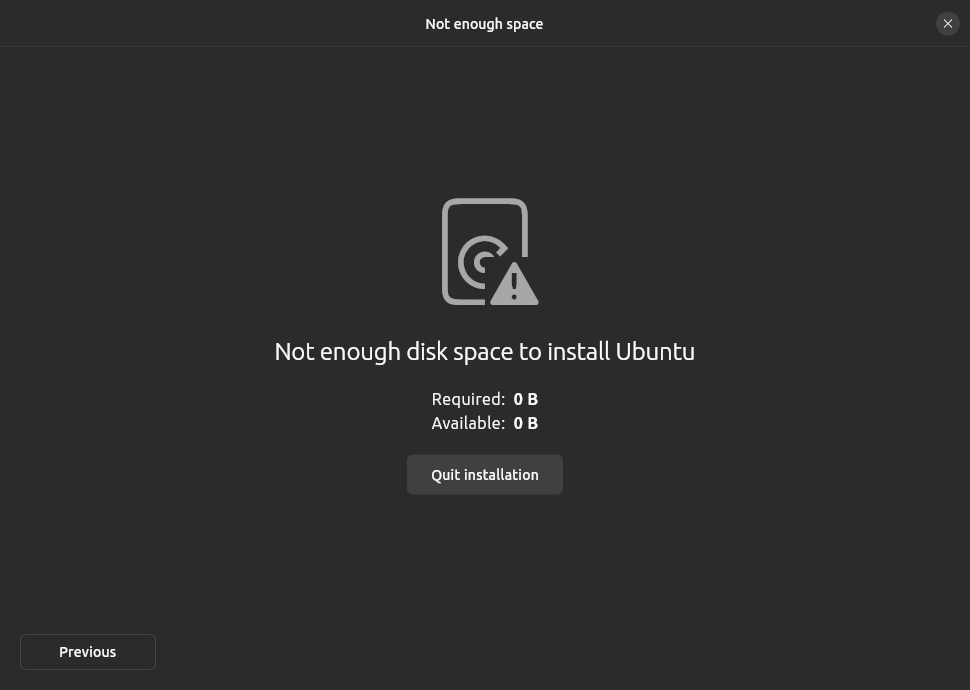 Not enough space
Not enough disk space to install Ubuntu
Required: 0 B
Available: 0 B
Quit installation
Previous